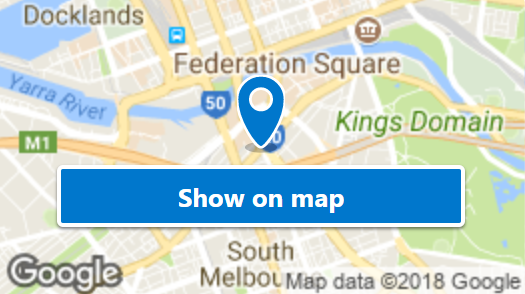 Docklands
Federation Square
Yarra River
50
Kings Domain
M1
Show on map
South
Melbou
Google
Map data ©2018 Google